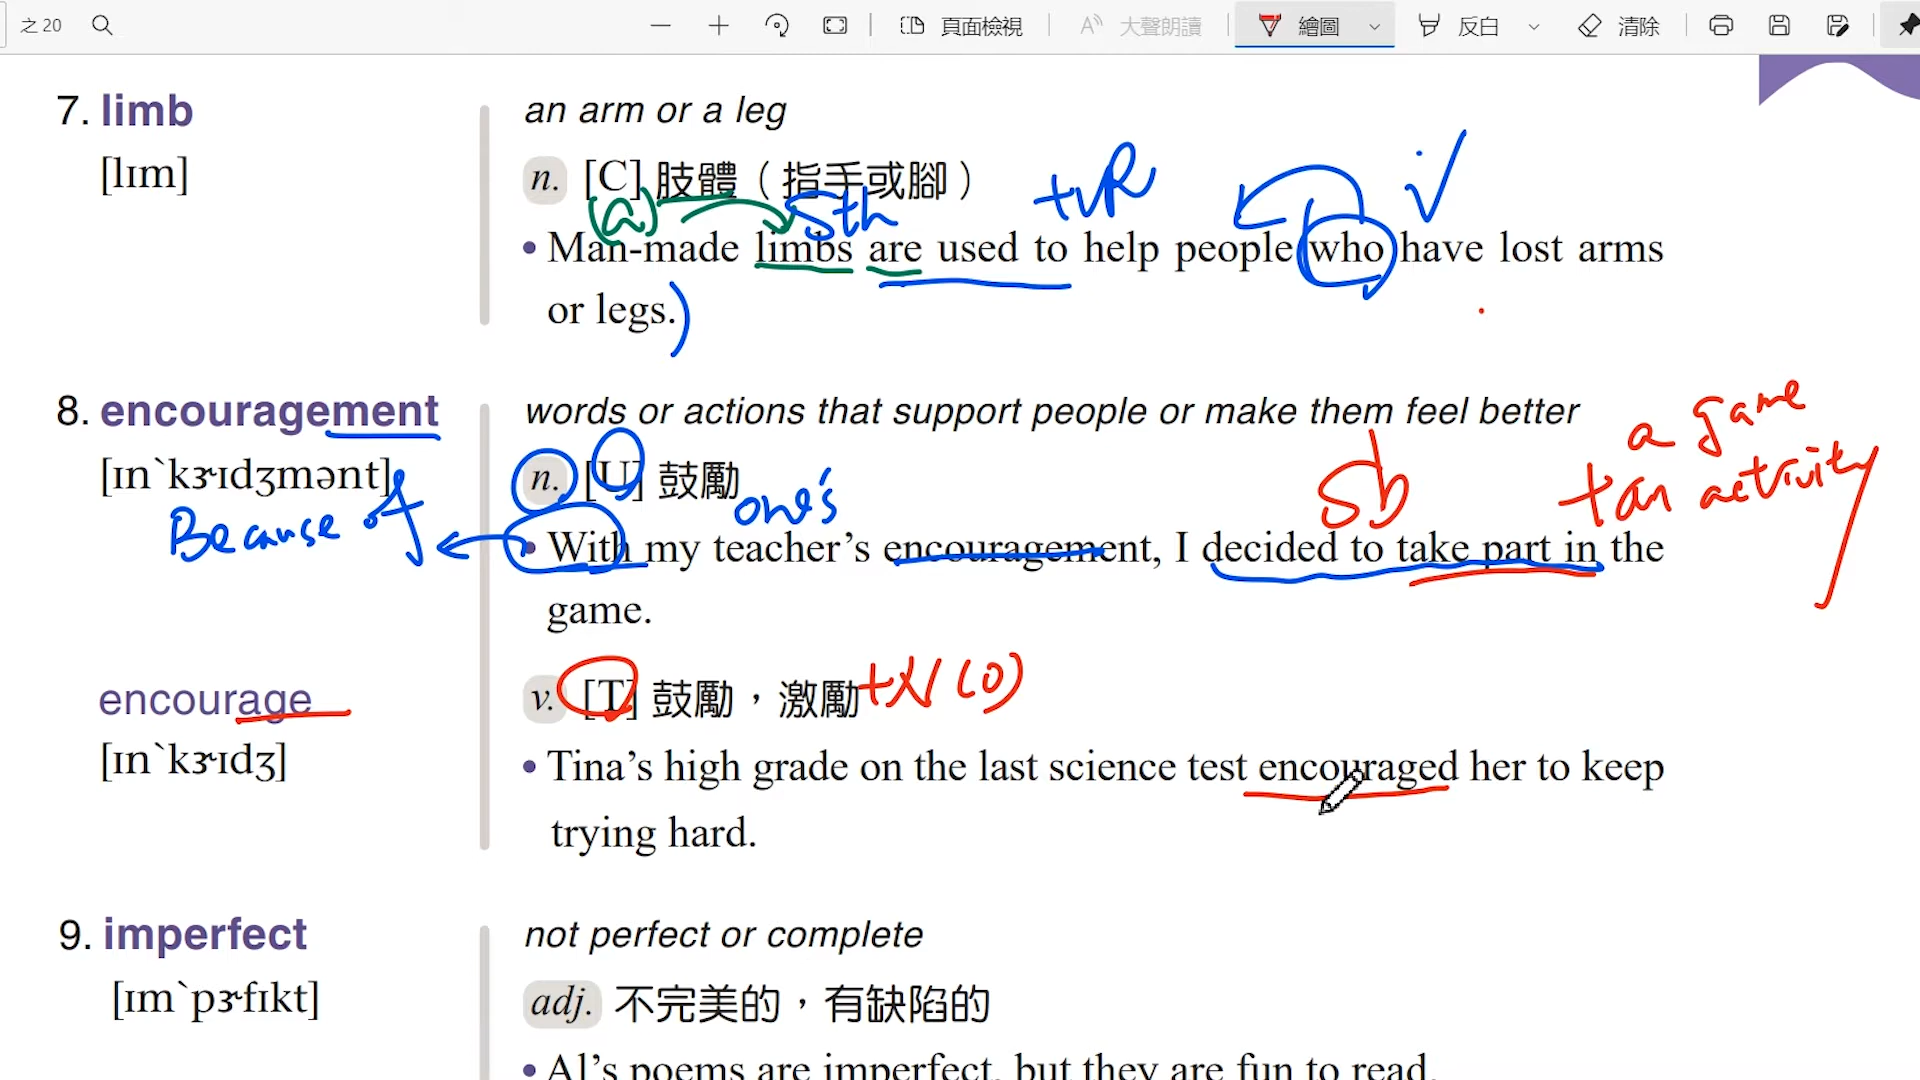 之 20 頁面檢視 大聲朗讀 繪圖 反白 清除
7. limb
an arm or a leg
[lɪm]
n. [C] 肢體（指手或腳）
+VR
(a) sth
• Man-made limbs are used to help people who have lost arms
or legs.)
8. encouragement
words or actions that support people or make them feel better
a game
[ɪnˋkɝɪdʒmənt]
n. [U] 鼓勵
one's
sb
+an activity
Because of
• With my teacher’s encouragement, I decided to take part in the
game.
encourage
v. [T] 鼓勵，激勵
+N (O)
[ɪnˋkɝɪdʒ]
• Tina’s high grade on the last science test encouraged her to keep
trying hard.
9. imperfect
not perfect or complete
[ɪmˋpɝfɪkt]
adj. 不完美的，有缺陷的
• Al’s poems are imperfect, but they are fun to read.